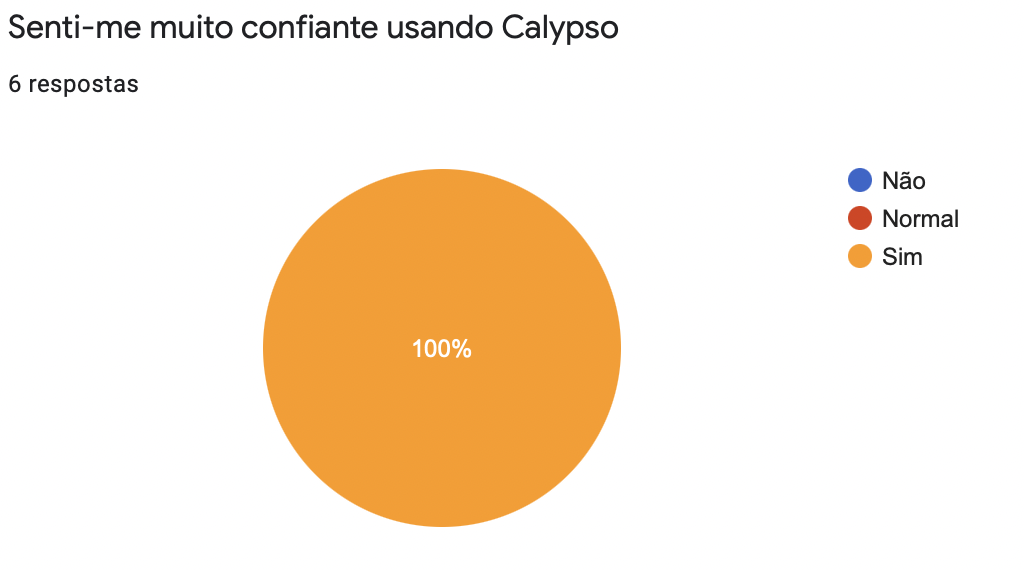 Senti-me muito confiante usando Calypso
6 respostas
Não
Normal
Sim
100%